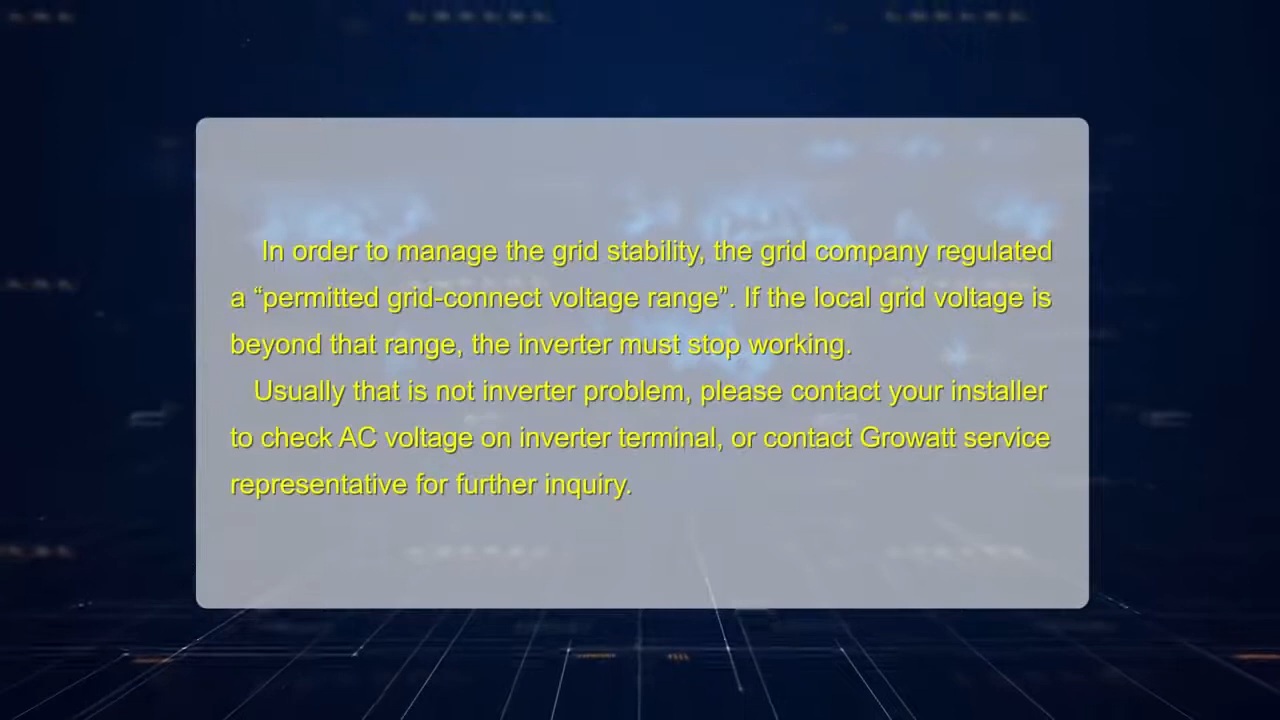 In order to manage the grid stability, the grid company regulated
a “permitted grid-connect voltage range”. If the local grid voltage is
beyond that range, the inverter must stop working.
Usually that is not inverter problem, please contact your installer
to check AC voltage on inverter terminal, or contact Growatt service
representative for further inquiry.